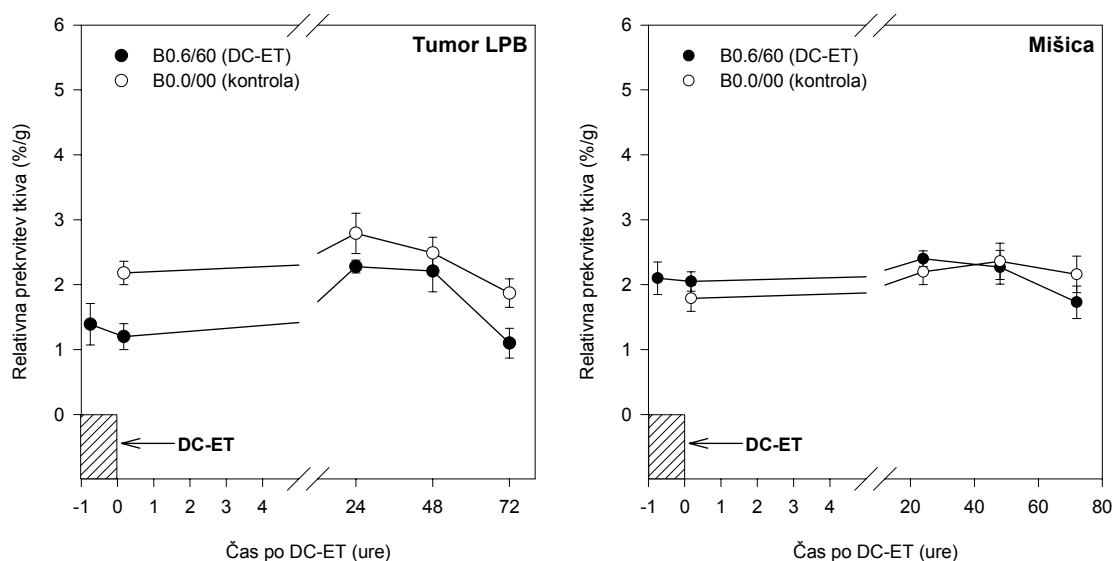 Tumor LPB
B0.6/60 (DC-ET)
B0.0/00 (kontrola)
Relativna prekrvitev tkiva (%/g)
6
5
4
3
2
1
0
DC-ET
-1 0 1 2 3 4 24 48 72
Čas po DC-ET (ure)
Mišica
B0.6/60 (DC-ET)
B0.0/00 (kontrola)
Relativna prekrvitev tkiva (%/g)
6
5
4
3
2
1
0
DC-ET
-1 0 1 2 3 4 20 40 60 80
Čas po DC-ET (ure)